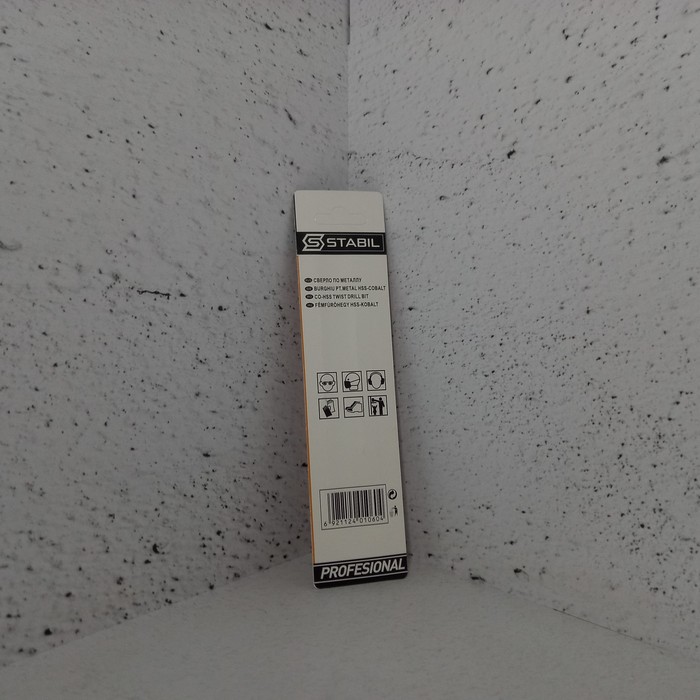 STABIL
СВЕРЛО ПО МЕТАЛЛУ
BURGHIU PT.METAL HSS-COBALT
CO-HSS TWIST DRILL BIT
FÉMFÚRÓHEGY HSS-KOBALT
6 921124 010604
PROFESIONAL